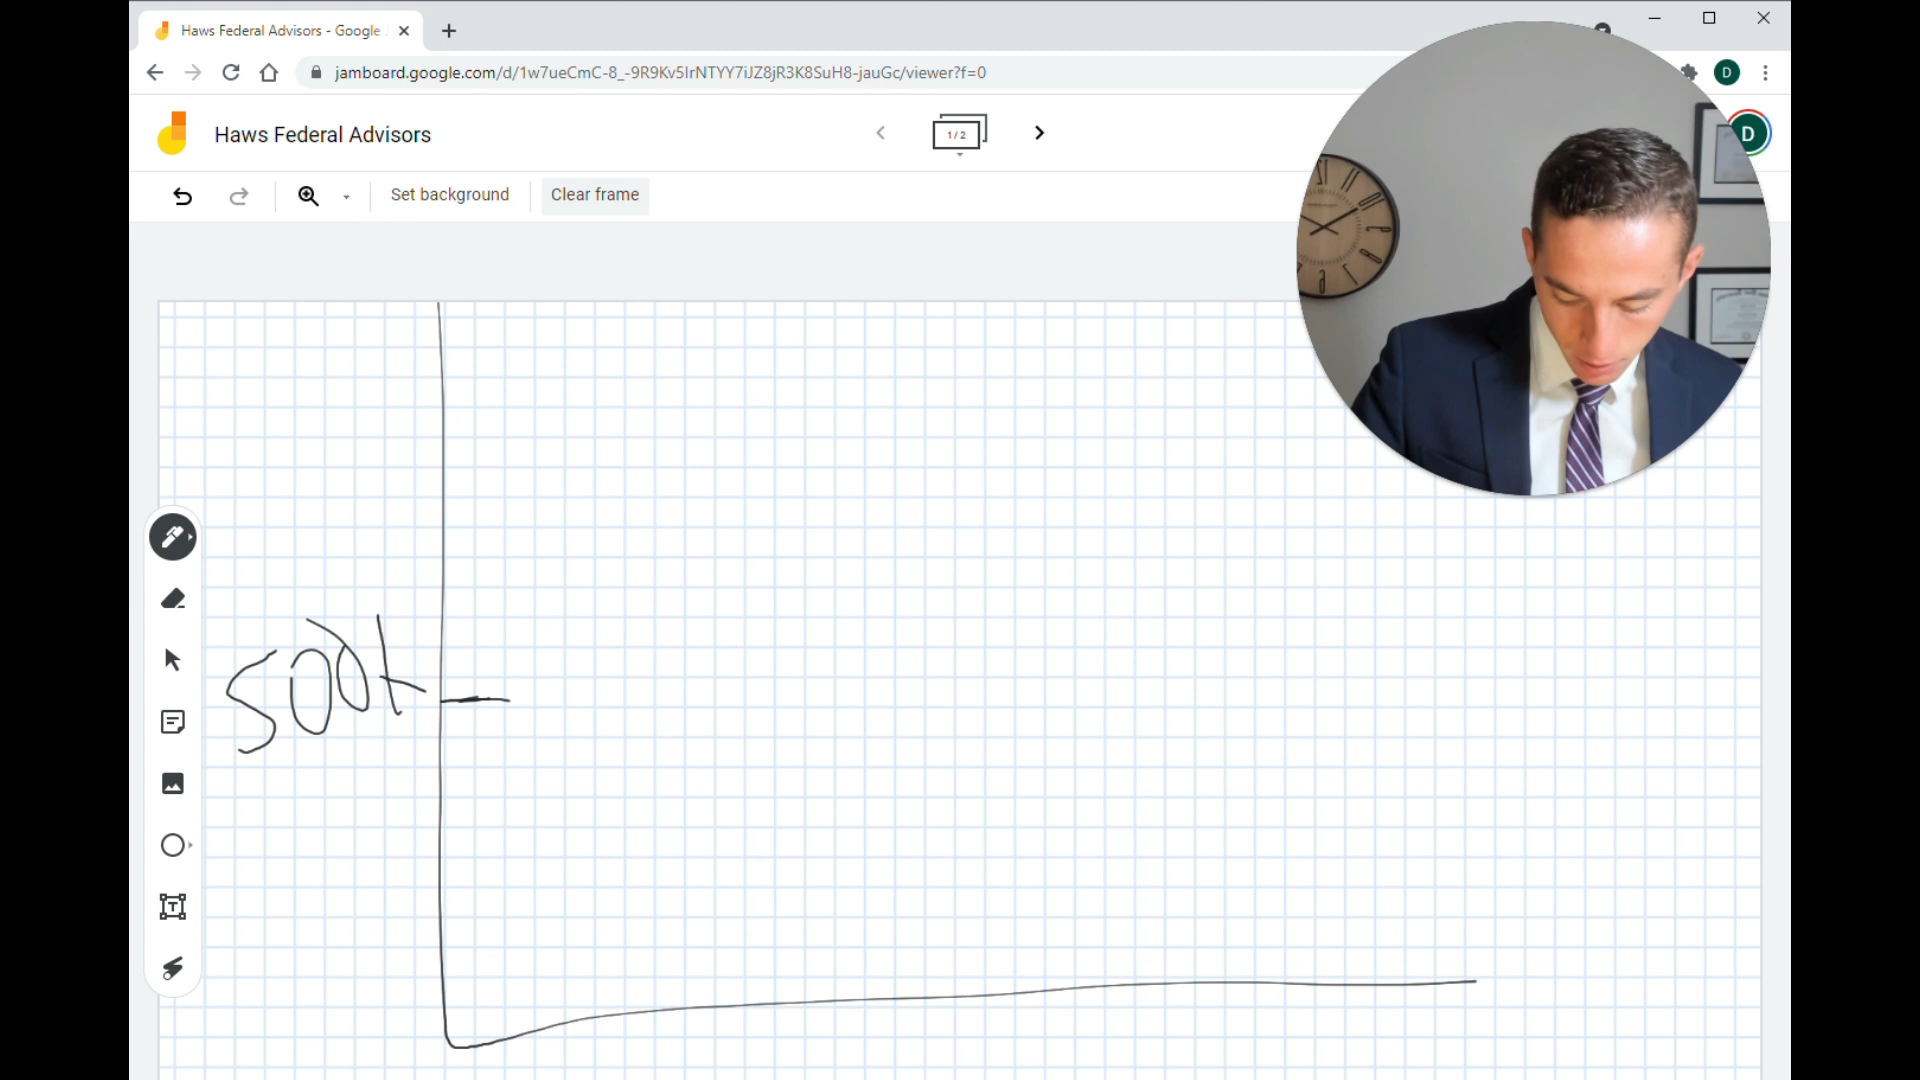 Haws Federal Advisors - Google
jamboard.google.com/d/1w7ueCmC-8_-9R9Kv5IrNTYY7iJZ8jR3K8SuH8-jauGc/viewer?f=0
D
Haws Federal Advisors
1 / 2
D
Set background
Clear frame
500k